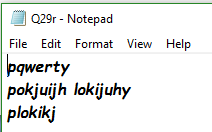 Q29r - Notepad
File Edit Format View Help
pqwerty
pokjuijh lokijuhy
plokikj